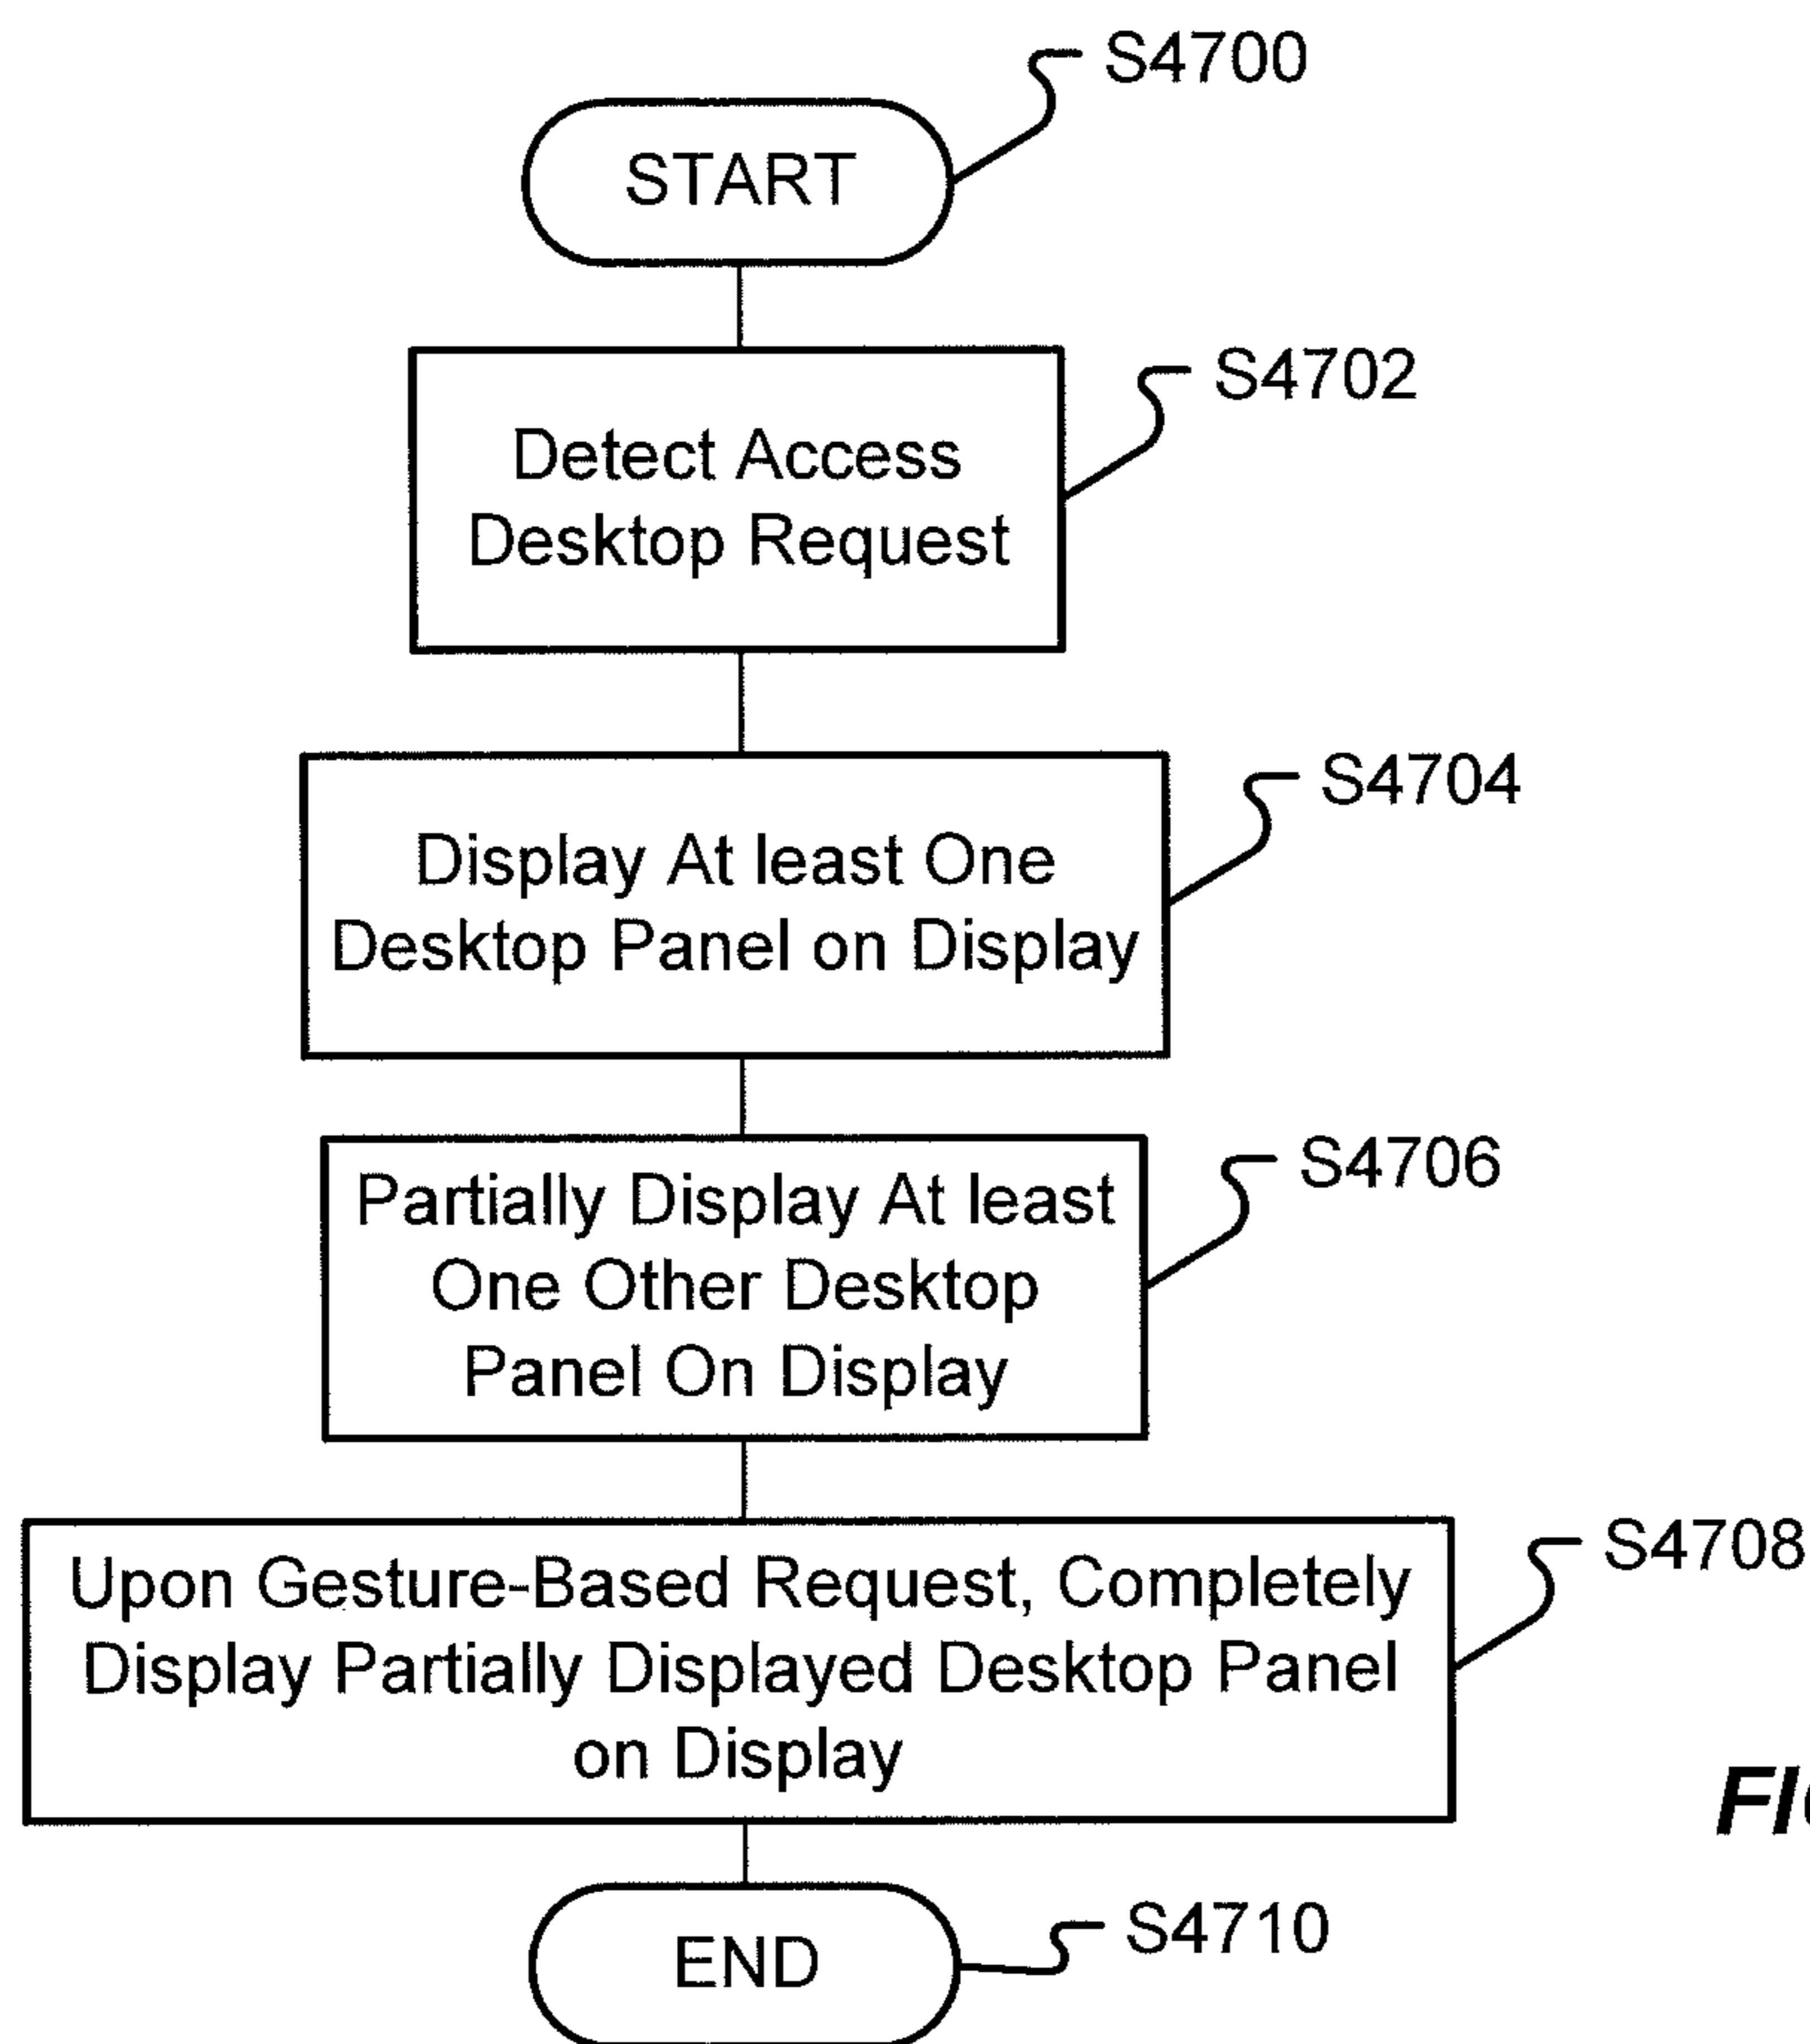 S4700
START
S4702
Detect Access
Desktop Request
S4704
Display At least One
Desktop Panel on Display
S4706
Partially Display At least
One Other Desktop
Panel On Display
S4708
Upon Gesture-Based Request, Completely
Display Partially Displayed Desktop Panel
on Display
S4710
END